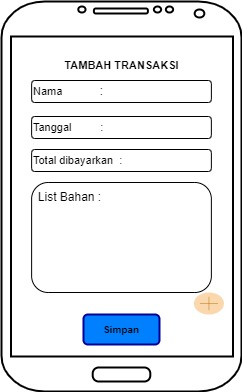 TAMBAH TRANSAKSI
Nama :
Tanggal :
Total dibayarkan :
List Bahan :
Simpan